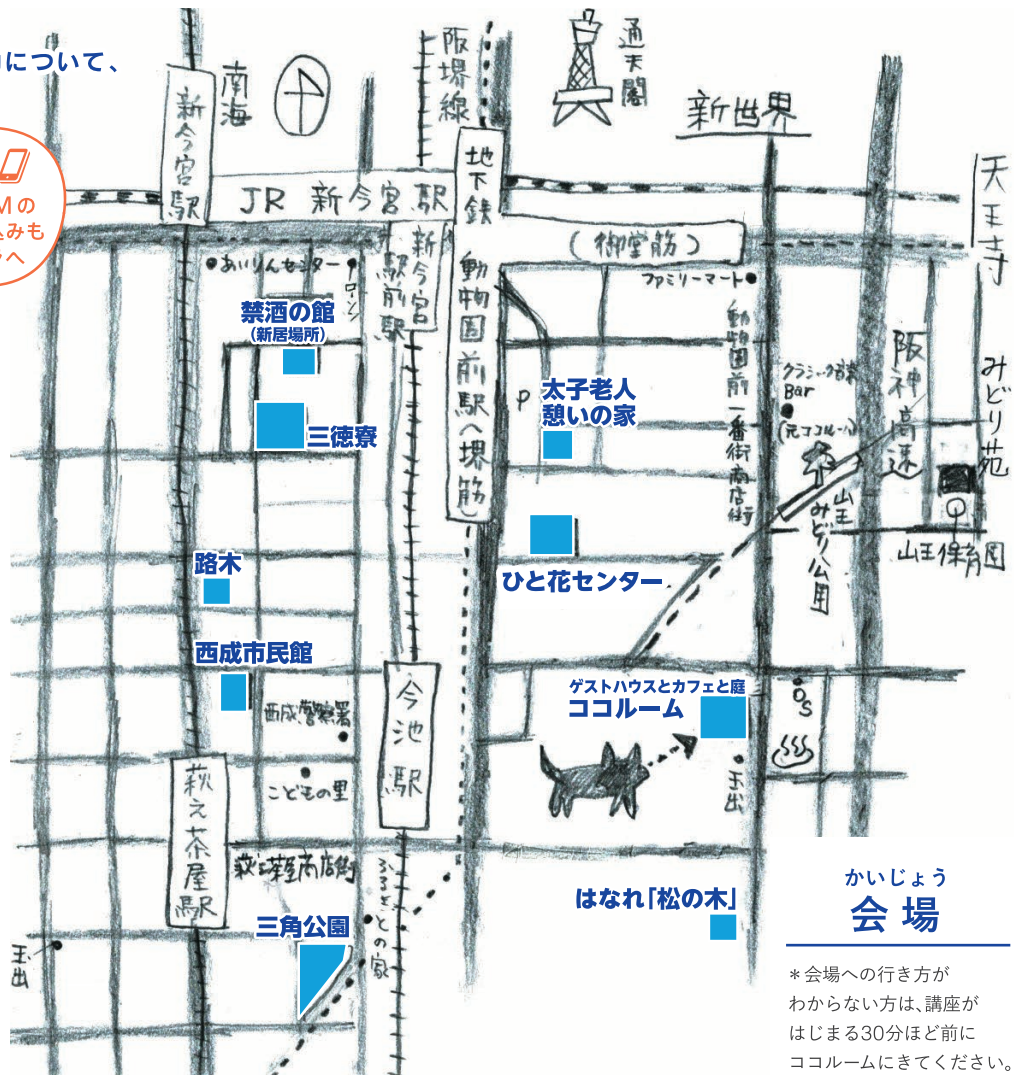 について、
Mの
込みも
へ
南海
新今宮駅
阪堺線
通天閣
新世界
天王寺
JR 新今宮駅
地下鉄 動物園前駅(堺筋)
(御堂筋)
新今宮駅前駅
あいりんセンター
ローソン
ファミリーマート
禁酒の館
(新居場所)
三徳寮
P
太子老人
憩いの家
動物園前一番街商店街
クラシック音楽
Bar
(元ココルーム)
阪神高速
みどり苑
山王みどり公園
山王保育園
路木
ひと花センター
西成市民館
西成警察署
今池駅
ゲストハウスとカフェと庭
ココルーム
玉出
こどもの里
萩之茶屋駅
萩之茶屋商店街
ふるさとの家
三角公園
玉出
はなれ「松の木」
かいじょう
会場
*会場への行き方が
わからない方は、講座が
はじまる30分ほど前に
ココルームにきてください。